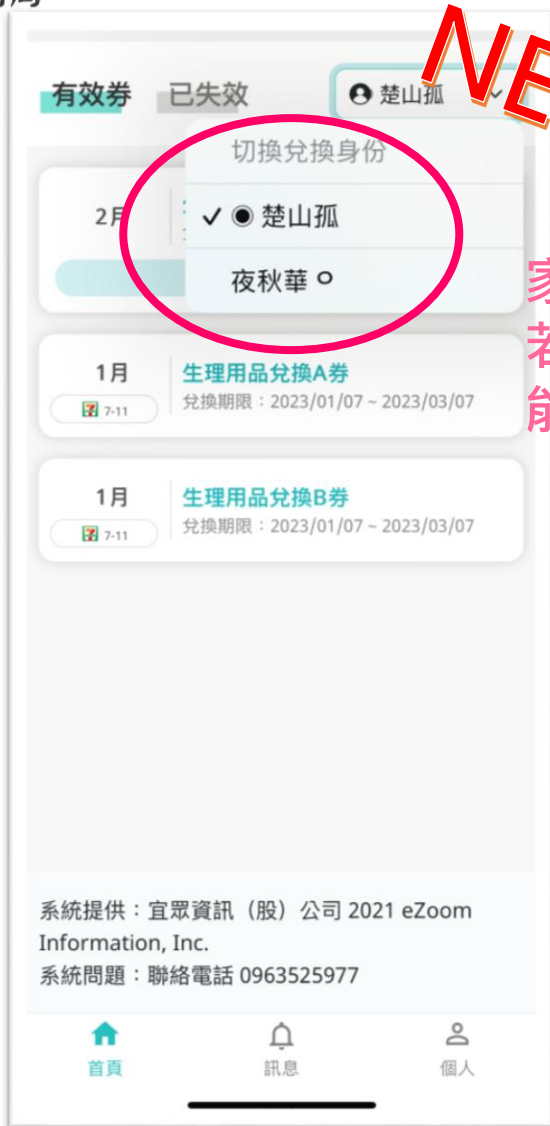 NE
有效券 已失效 楚山孤
切換兌換身份
2月
楚山孤
夜秋華
家
若
能
1月 生理用品兌換A券
7-11 兌換期限：2023/01/07 ~ 2023/03/07
1月 生理用品兌換B券
7-11 兌換期限：2023/01/07 ~ 2023/03/07
系統提供：宜眾資訊（股）公司 2021 eZoom
Information, Inc.
系統問題：聯絡電話 0963525977
首頁 訊息 個人